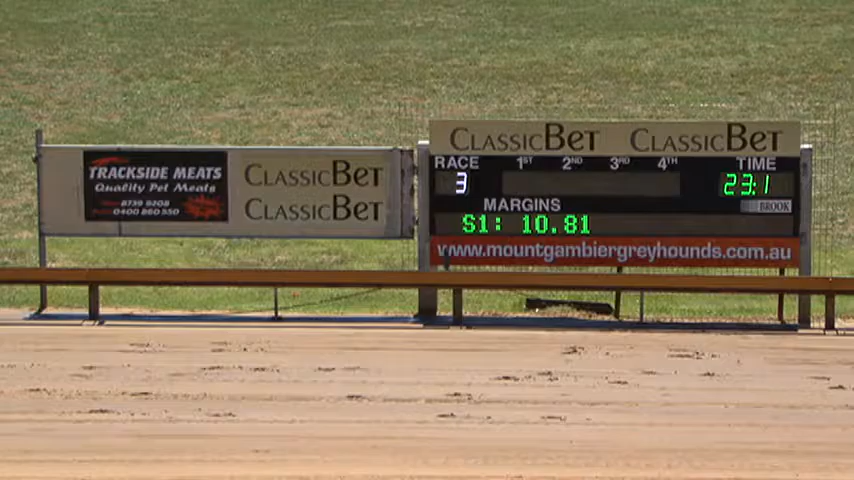 TRACKSIDE MEATS
Quality Pet Meats
8739 9208
0400 860 550
CLASSICBET
CLASSICBET
CLASSICBET CLASSICBET
RACE 1ST 2ND 3RD 4TH TIME
3 23:1
MARGINS BROOK
S1: 10.81
www.mountgambiergreyhounds.com.au